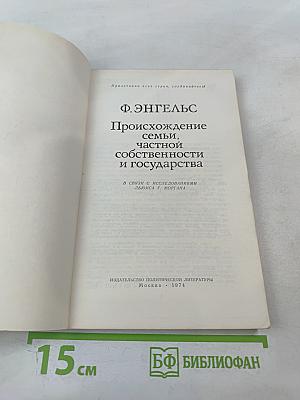 Пролетарии всех стран, соединяйтесь!
Ф. ЭНГЕЛЬС
Происхождение
семьи,
частной
собственности
и государства
В СВЯЗИ С ИССЛЕДОВАНИЯМИ
ЛЬЮИСА Г. МОРГАНА
ИЗДАТЕЛЬСТВО ПОЛИТИЧЕСКОЙ ЛИТЕРАТУРЫ
Москва · 1974
15 см
БФ БИБЛИОФАН